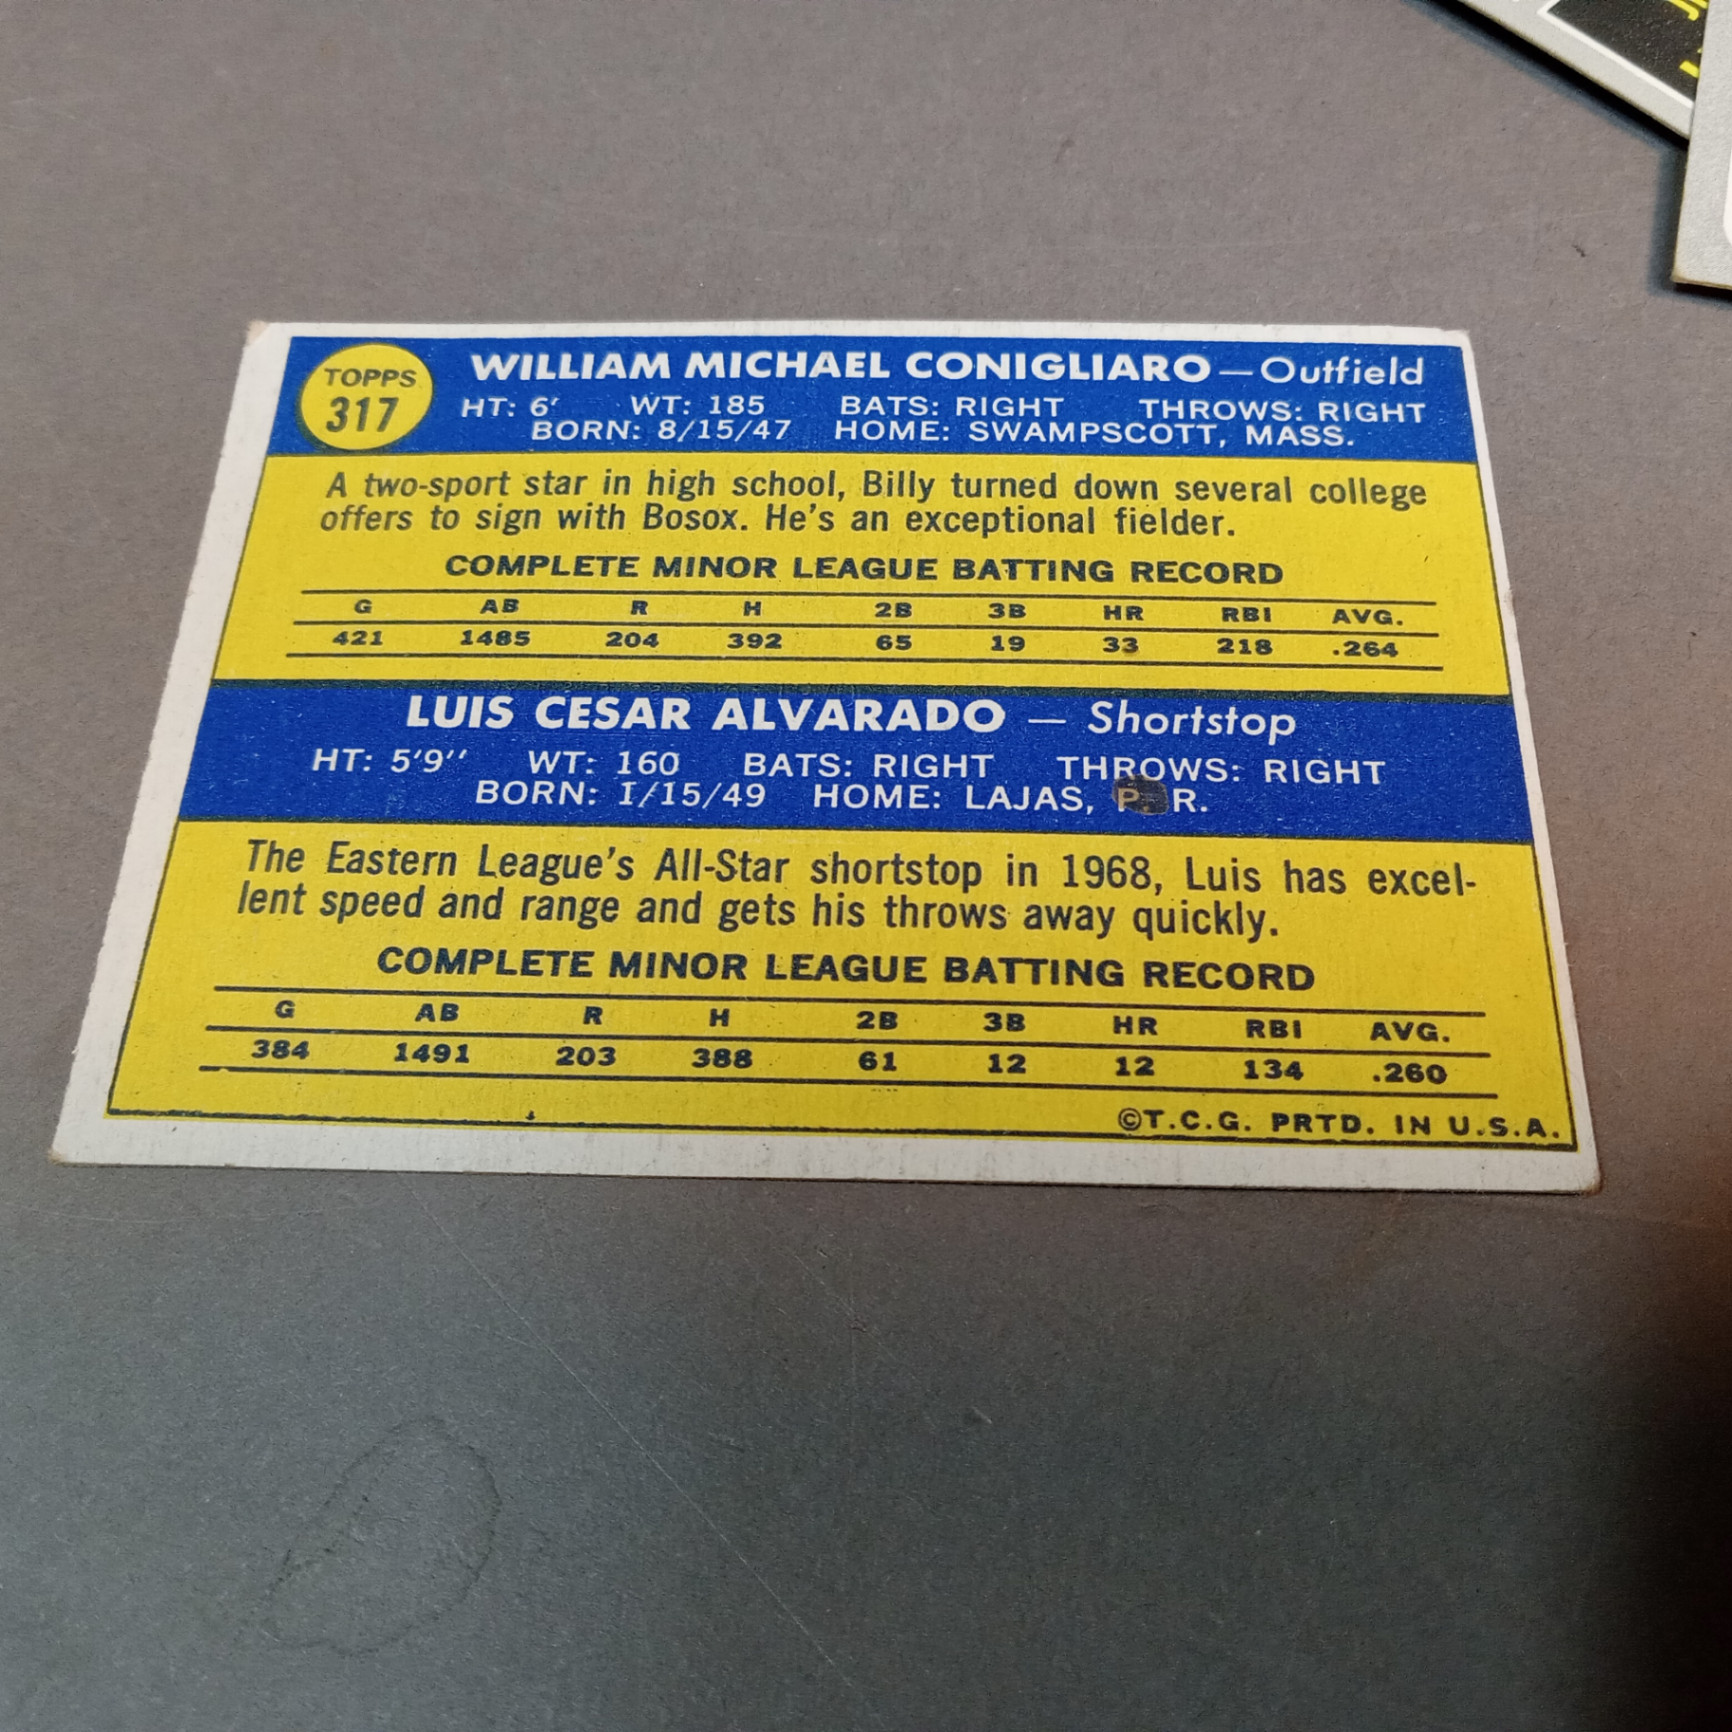 TOPPS
317
WILLIAM MICHAEL CONIGLIARO — Outfield
HT: 6' WT: 185 BATS: RIGHT THROWS: RIGHT
BORN: 8/15/47 HOME: SWAMPSCOTT, MASS.
A two-sport star in high school, Billy turned down several college
offers to sign with Bosox. He's an exceptional fielder.
COMPLETE MINOR LEAGUE BATTING RECORD
G AB R H 2B 3B HR RBI AVG.
421 1485 204 392 65 19 33 218 .264
LUIS CESAR ALVARADO — Shortstop
HT: 5'9'' WT: 160 BATS: RIGHT THROWS: RIGHT
BORN: 1/15/49 HOME: LAJAS, P. R.
The Eastern League's All-Star shortstop in 1968, Luis has excel-
lent speed and range and gets his throws away quickly.
COMPLETE MINOR LEAGUE BATTING RECORD
G AB R H 2B 3B HR RBI AVG.
384 1491 203 388 61 12 12 134 .260
©T.C.G. PRTD. IN U.S.A.